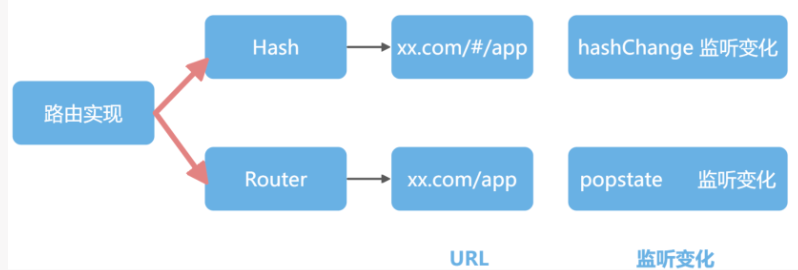 Hash
xx.com/#/app
hashChange 监听变化
路由实现
Router
xx.com/app
popstate 监听变化
URL
监听变化